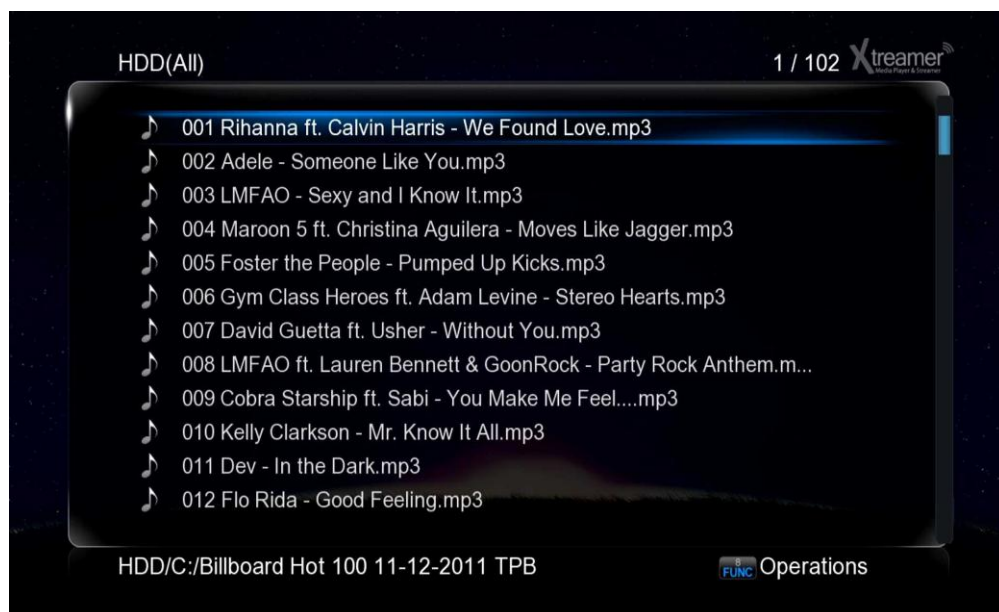 HDD(All)
1 / 102
Xtreamer
Media Player & Streamer
001 Rihanna ft. Calvin Harris - We Found Love.mp3
002 Adele - Someone Like You.mp3
003 LMFAO - Sexy and I Know It.mp3
004 Maroon 5 ft. Christina Aguilera - Moves Like Jagger.mp3
005 Foster the People - Pumped Up Kicks.mp3
006 Gym Class Heroes ft. Adam Levine - Stereo Hearts.mp3
007 David Guetta ft. Usher - Without You.mp3
008 LMFAO ft. Lauren Bennett & GoonRock - Party Rock Anthem.m...
009 Cobra Starship ft. Sabi - You Make Me Feel....mp3
010 Kelly Clarkson - Mr. Know It All.mp3
011 Dev - In the Dark.mp3
012 Flo Rida - Good Feeling.mp3
HDD/C:/Billboard Hot 100 11-12-2011 TPB
8
FUNC Operations